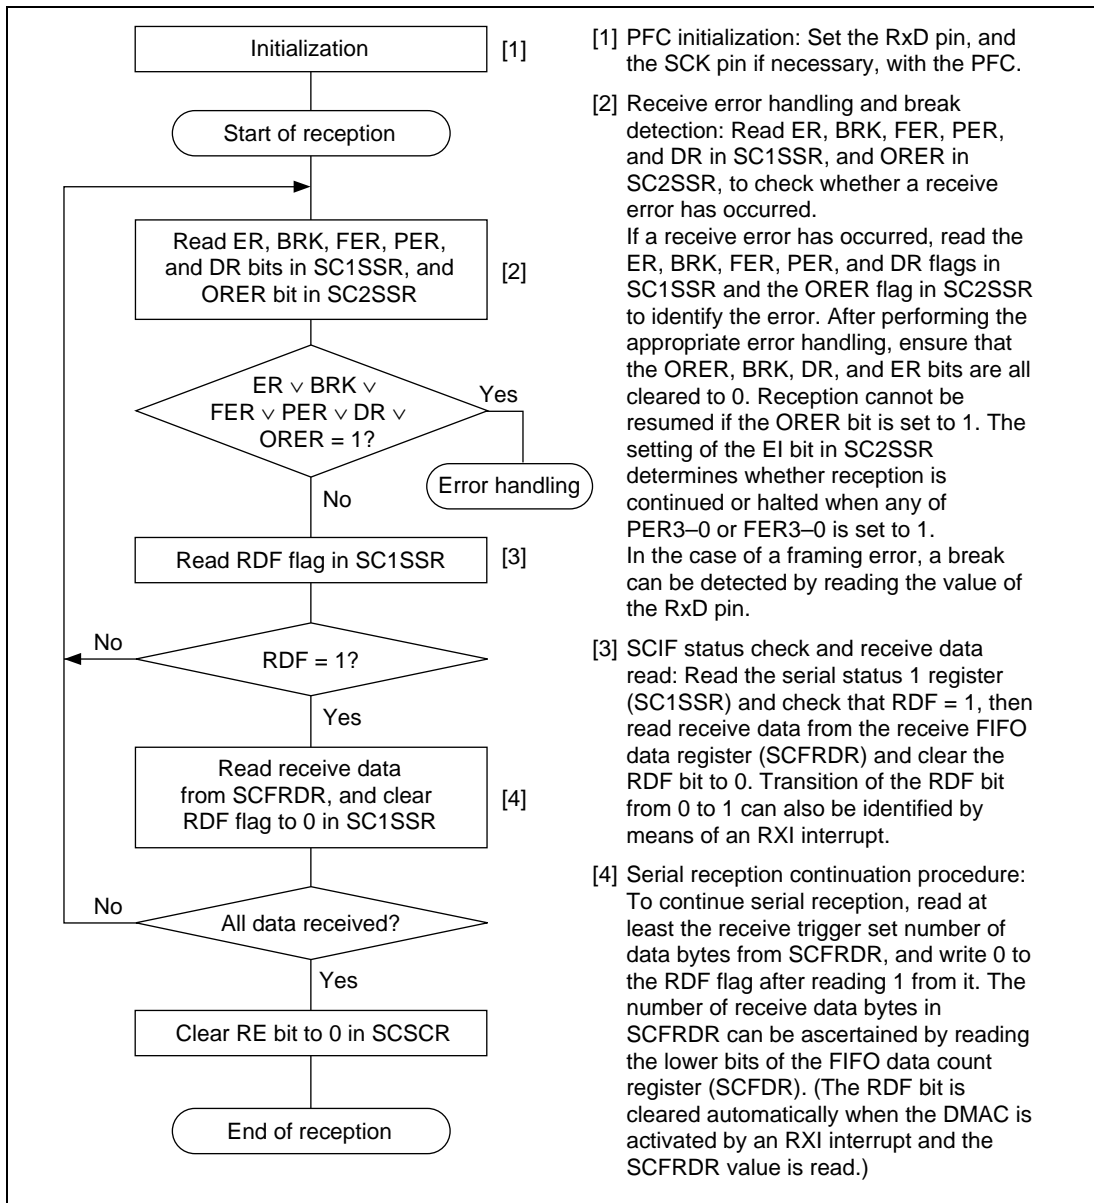 Initialization
[1]
Start of reception
Read ER, BRK, FER, PER,
and DR bits in SC1SSR, and
ORER bit in SC2SSR
[2]
ER ∨ BRK ∨
FER ∨ PER ∨ DR ∨
ORER = 1?
Yes
Error handling
No
Read RDF flag in SC1SSR
[3]
No
RDF = 1?
Yes
Read receive data
from SCFRDR, and clear
RDF flag to 0 in SC1SSR
[4]
No
All data received?
Yes
Clear RE bit to 0 in SCSCR
End of reception
[1] PFC initialization: Set the RxD pin, and
the SCK pin if necessary, with the PFC.
[2] Receive error handling and break
detection: Read ER, BRK, FER, PER,
and DR in SC1SSR, and ORER in
SC2SSR, to check whether a receive
error has occurred.
If a receive error has occurred, read the
ER, BRK, FER, PER, and DR flags in
SC1SSR and the ORER flag in SC2SSR
to identify the error. After performing the
appropriate error handling, ensure that
the ORER, BRK, DR, and ER bits are all
cleared to 0. Reception cannot be
resumed if the ORER bit is set to 1. The
setting of the EI bit in SC2SSR
determines whether reception is
continued or halted when any of
PER3–0 or FER3–0 is set to 1.
In the case of a framing error, a break
can be detected by reading the value of
the RxD pin.
[3] SCIF status check and receive data
read: Read the serial status 1 register
(SC1SSR) and check that RDF = 1, then
read receive data from the receive FIFO
data register (SCFRDR) and clear the
RDF bit to 0. Transition of the RDF bit
from 0 to 1 can also be identified by
means of an RXI interrupt.
[4] Serial reception continuation procedure:
To continue serial reception, read at
least the receive trigger set number of
data bytes from SCFRDR, and write 0 to
the RDF flag after reading 1 from it. The
number of receive data bytes in
SCFRDR can be ascertained by reading
the lower bits of the FIFO data count
register (SCFDR). (The RDF bit is
cleared automatically when the DMAC is
activated by an RXI interrupt and the
SCFRDR value is read.)